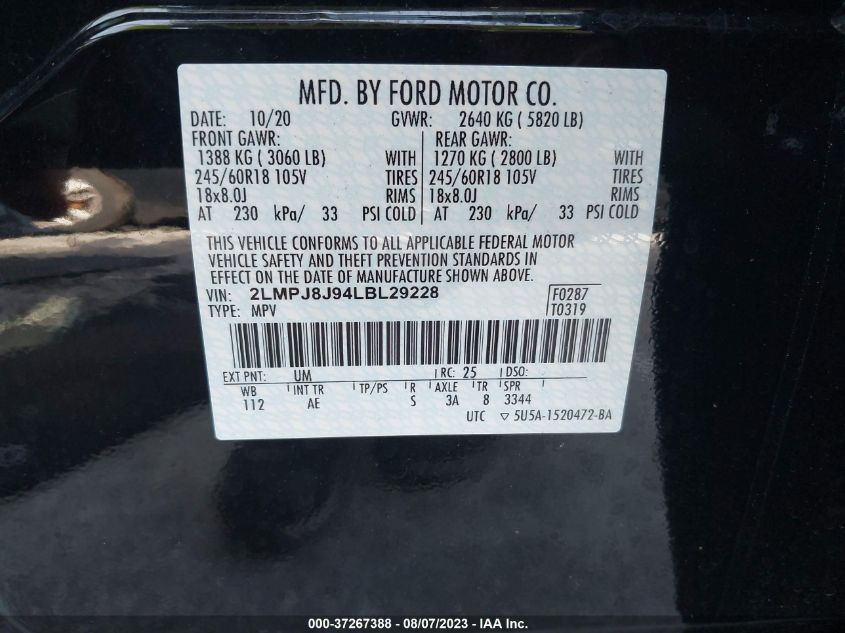 MFD. BY FORD MOTOR CO.
DATE: 10/20 GVWR: 2640 KG ( 5820 LB)
FRONT GAWR: REAR GAWR:
1388 KG ( 3060 LB) WITH 1270 KG ( 2800 LB) WITH
245/60R18 105V TIRES 245/60R18 105V TIRES
18x8.0J RIMS 18x8.0J RIMS
AT 230 kPa/ 33 PSI COLD AT 230 kPa/ 33 PSI COLD
THIS VEHICLE CONFORMS TO ALL APPLICABLE FEDERAL MOTOR
VEHICLE SAFETY AND THEFT PREVENTION STANDARDS IN
EFFECT ON THE DATE OF MANUFACTURE SHOWN ABOVE.
VIN: 2LMPJ8J94LBL29228 F0287
TYPE: MPV T0319
EXT PNT: UM RC: 25 DSO:
WB INT TR TP/PS R AXLE TR SPR
112 AE S 3A 8 3344
UTC ▽ 5U5A-1520472-BA
000-37267388 - 08/07/2023 - IAA Inc.